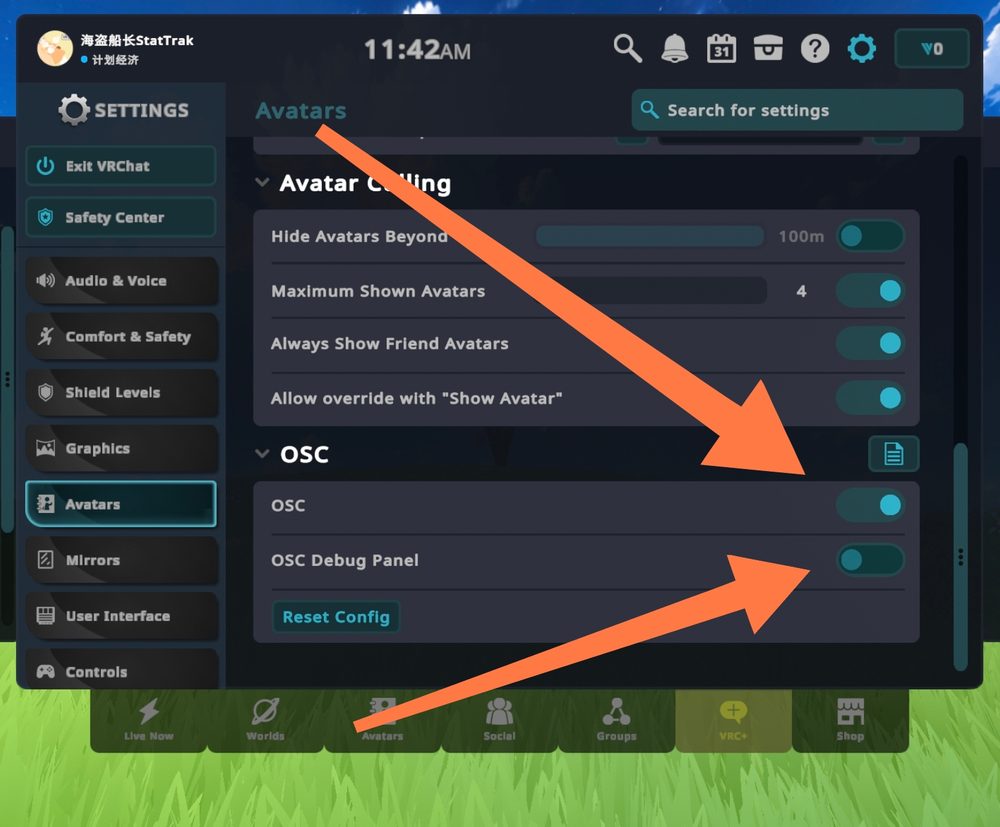 海盗船长StatTrak
计划经济
11:42AM
31
?
V0
SETTINGS
Avatars
Search for settings
Exit VRChat
Safety Center
Audio & Voice
Comfort & Safety
Shield Levels
Graphics
Avatars
Mirrors
User Interface
Controls
Avatar Culling
Hide Avatars Beyond 100m
Maximum Shown Avatars 4
Always Show Friend Avatars
Allow override with "Show Avatar"
OSC
OSC
OSC Debug Panel
Reset Config
Live Now
Worlds
Avatars
Social
Groups
VRC+
Shop